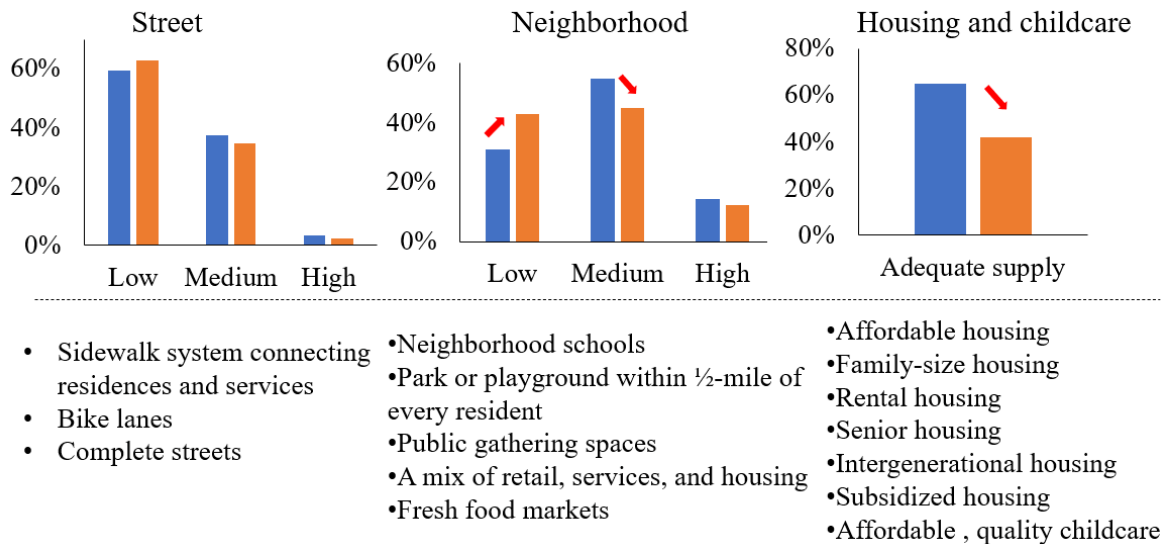 Street
60%
40%
20%
0%
Low Medium High
Neighborhood
60%
40%
20%
0%
Low Medium High
Housing and childcare
80%
60%
40%
20%
0%
Adequate supply
• Sidewalk system connecting
residences and services
• Bike lanes
• Complete streets
•Neighborhood schools
•Park or playground within ½-mile of
every resident
•Public gathering spaces
•A mix of retail, services, and housing
•Fresh food markets
•Affordable housing
•Family-size housing
•Rental housing
•Senior housing
•Intergenerational housing
•Subsidized housing
•Affordable , quality childcare